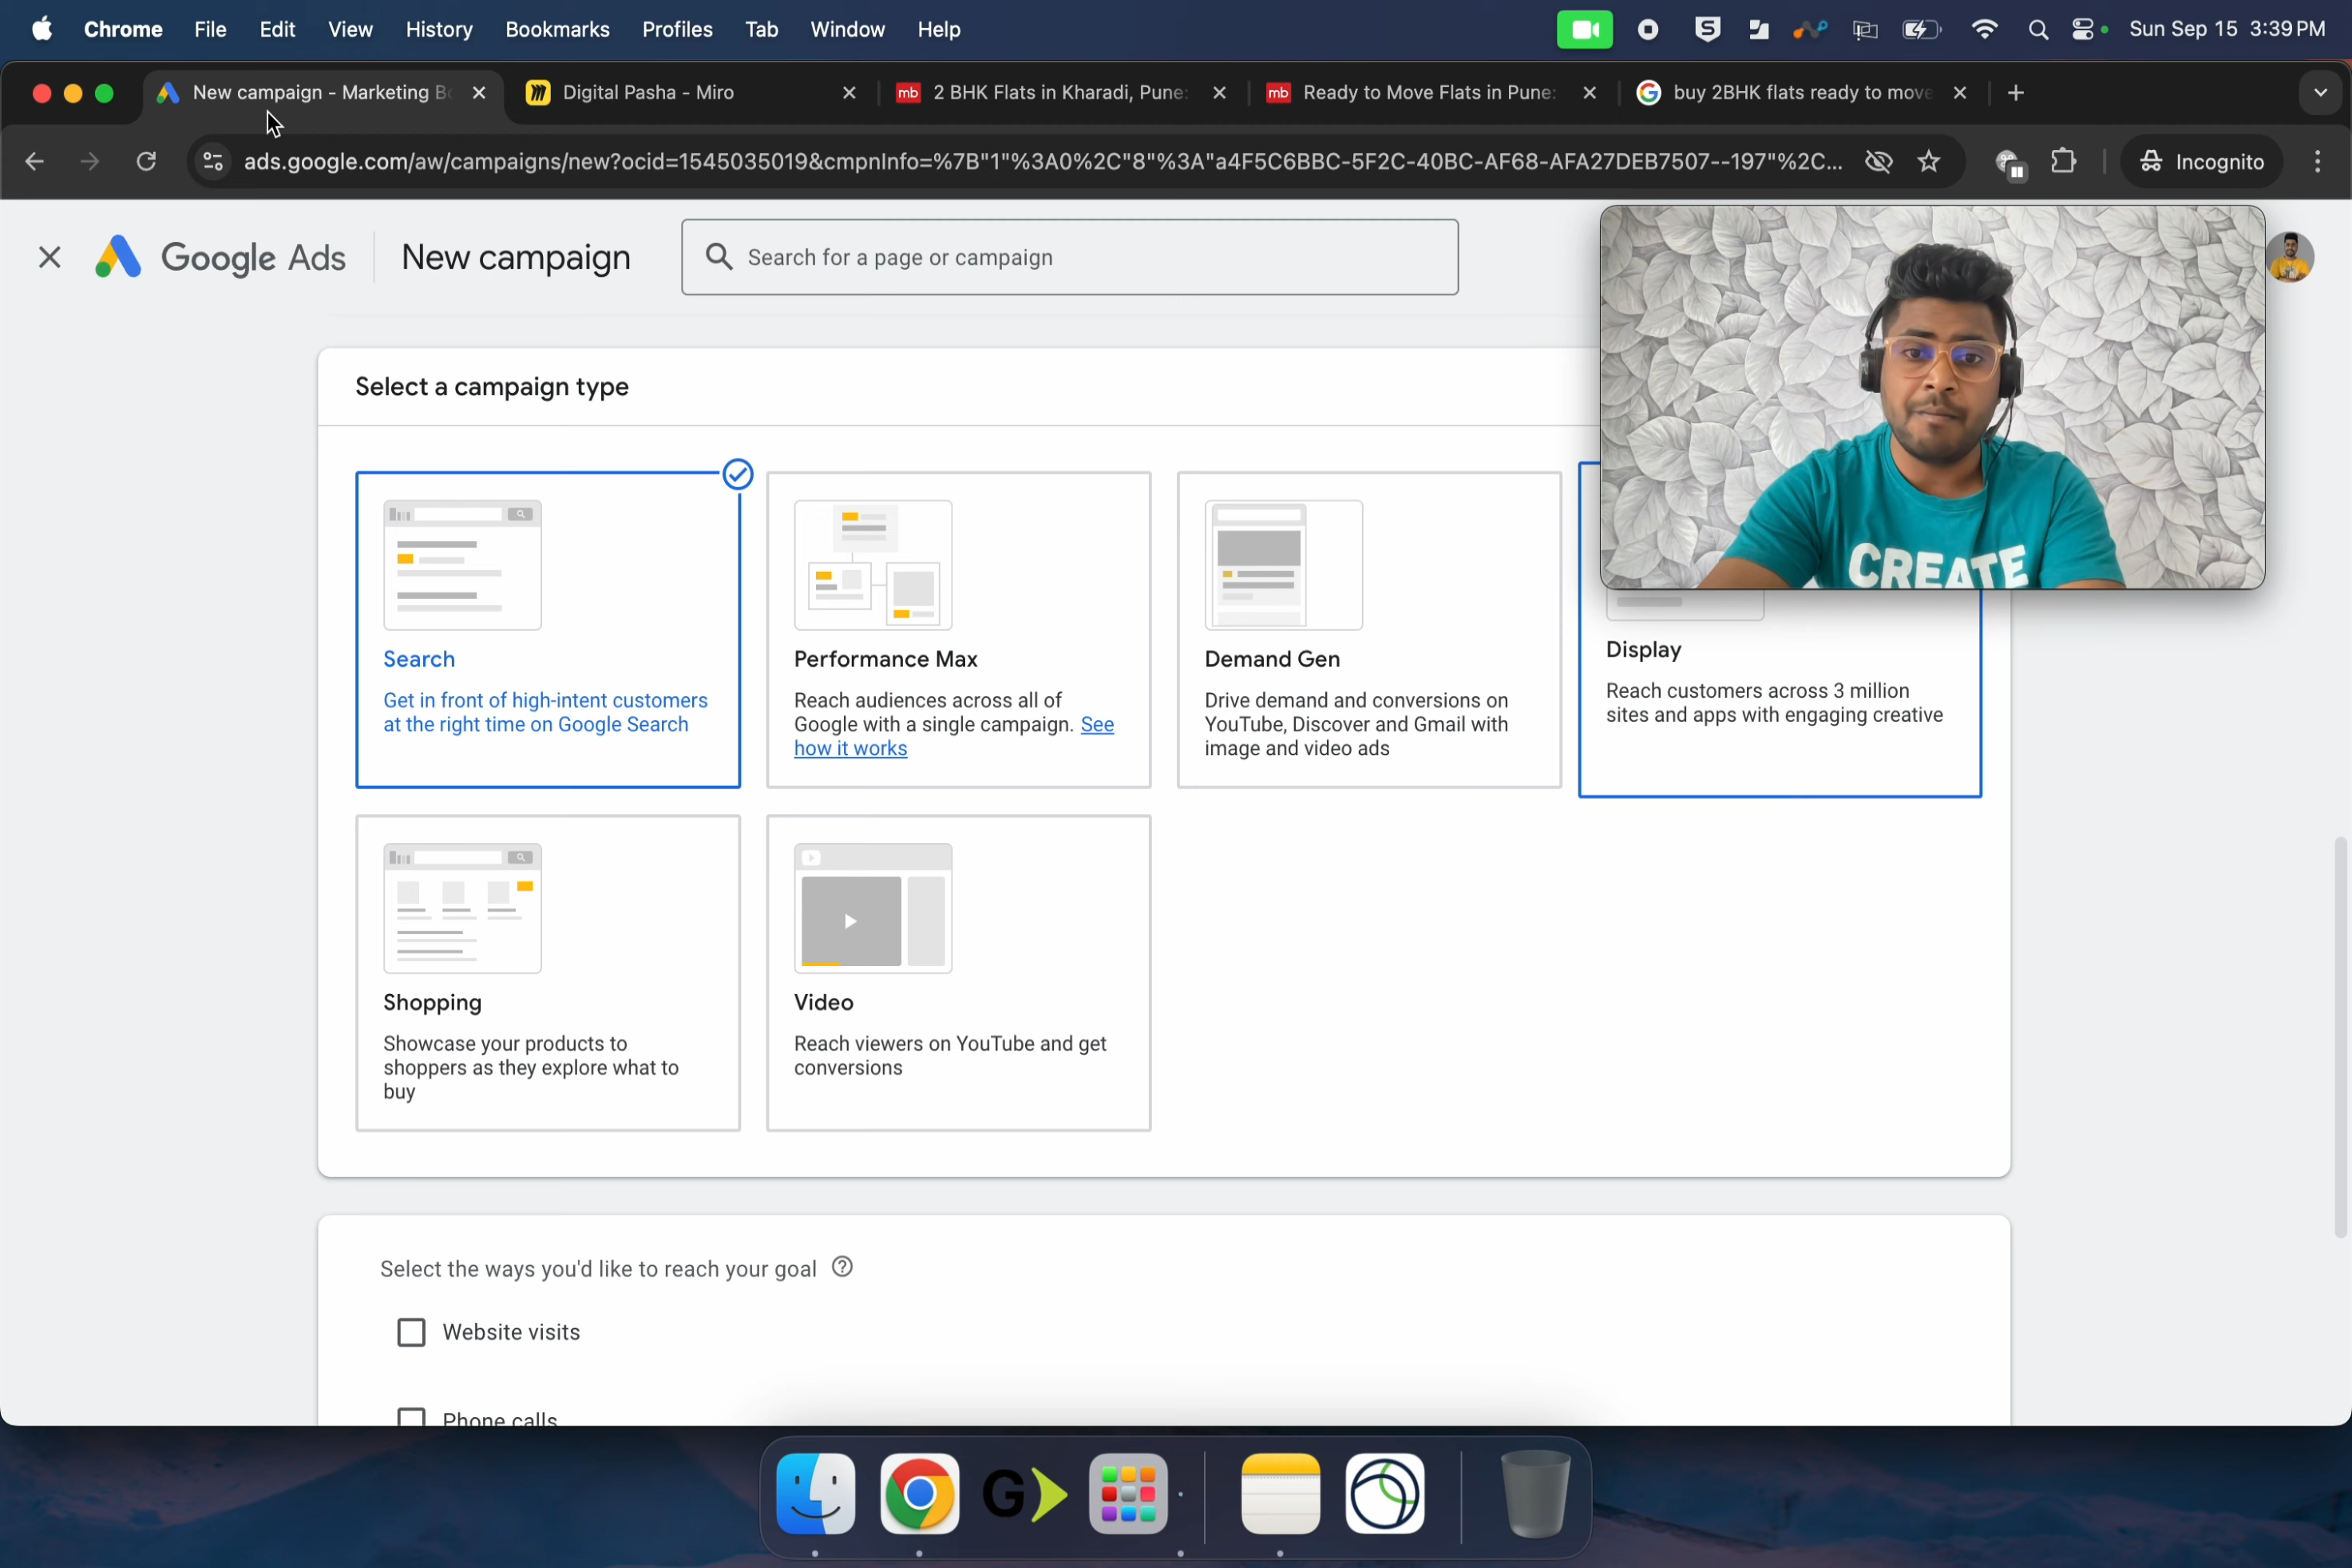 Chrome File Edit View History Bookmarks Profiles Tab Window Help Sun Sep 15 3:39 PM
New campaign - Marketing Digital Pasha - Miro mb 2 BHK Flats in Kharadi, Pune: mb Ready to Move Flats in Pune: buy 2BHK flats ready to move
ads.google.com/aw/campaigns/new?ocid=1545035019&cmpnInfo=%7B"1"%3A0%2C"8"%3A"a4F5C6BBC-5F2C-40BC-AF68-AFA27DEB7507--197"%2C... Incognito
Google Ads New campaign Search for a page or campaign
Select a campaign type
CREATE
Search
Get in front of high-intent customers
at the right time on Google Search
Performance Max
Reach audiences across all of
Google with a single campaign. See
how it works
Demand Gen
Drive demand and conversions on
YouTube, Discover and Gmail with
image and video ads
Display
Reach customers across 3 million
sites and apps with engaging creative
Shopping
Showcase your products to
shoppers as they explore what to
buy
Video
Reach viewers on YouTube and get
conversions
Select the ways you'd like to reach your goal
Website visits
Phone calls